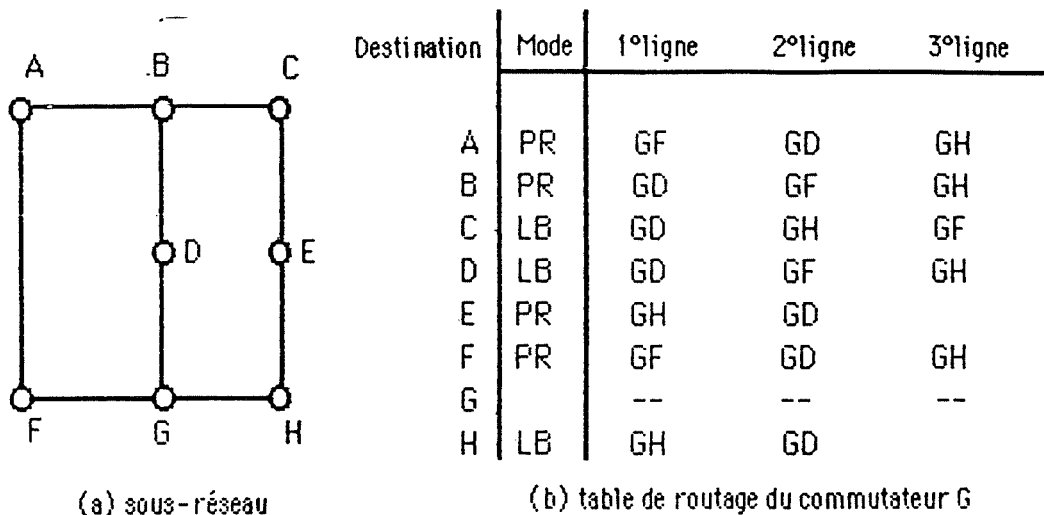 A B C
D E
F G H
(a) sous-réseau
Destination Mode 1°ligne 2°ligne 3°ligne
A PR GF GD GH
B PR GD GF GH
C LB GD GH GF
D LB GD GF GH
E PR GH GD
F PR GF GD GH
G -- -- --
H LB GH GD
(b) table de routage du commutateur G